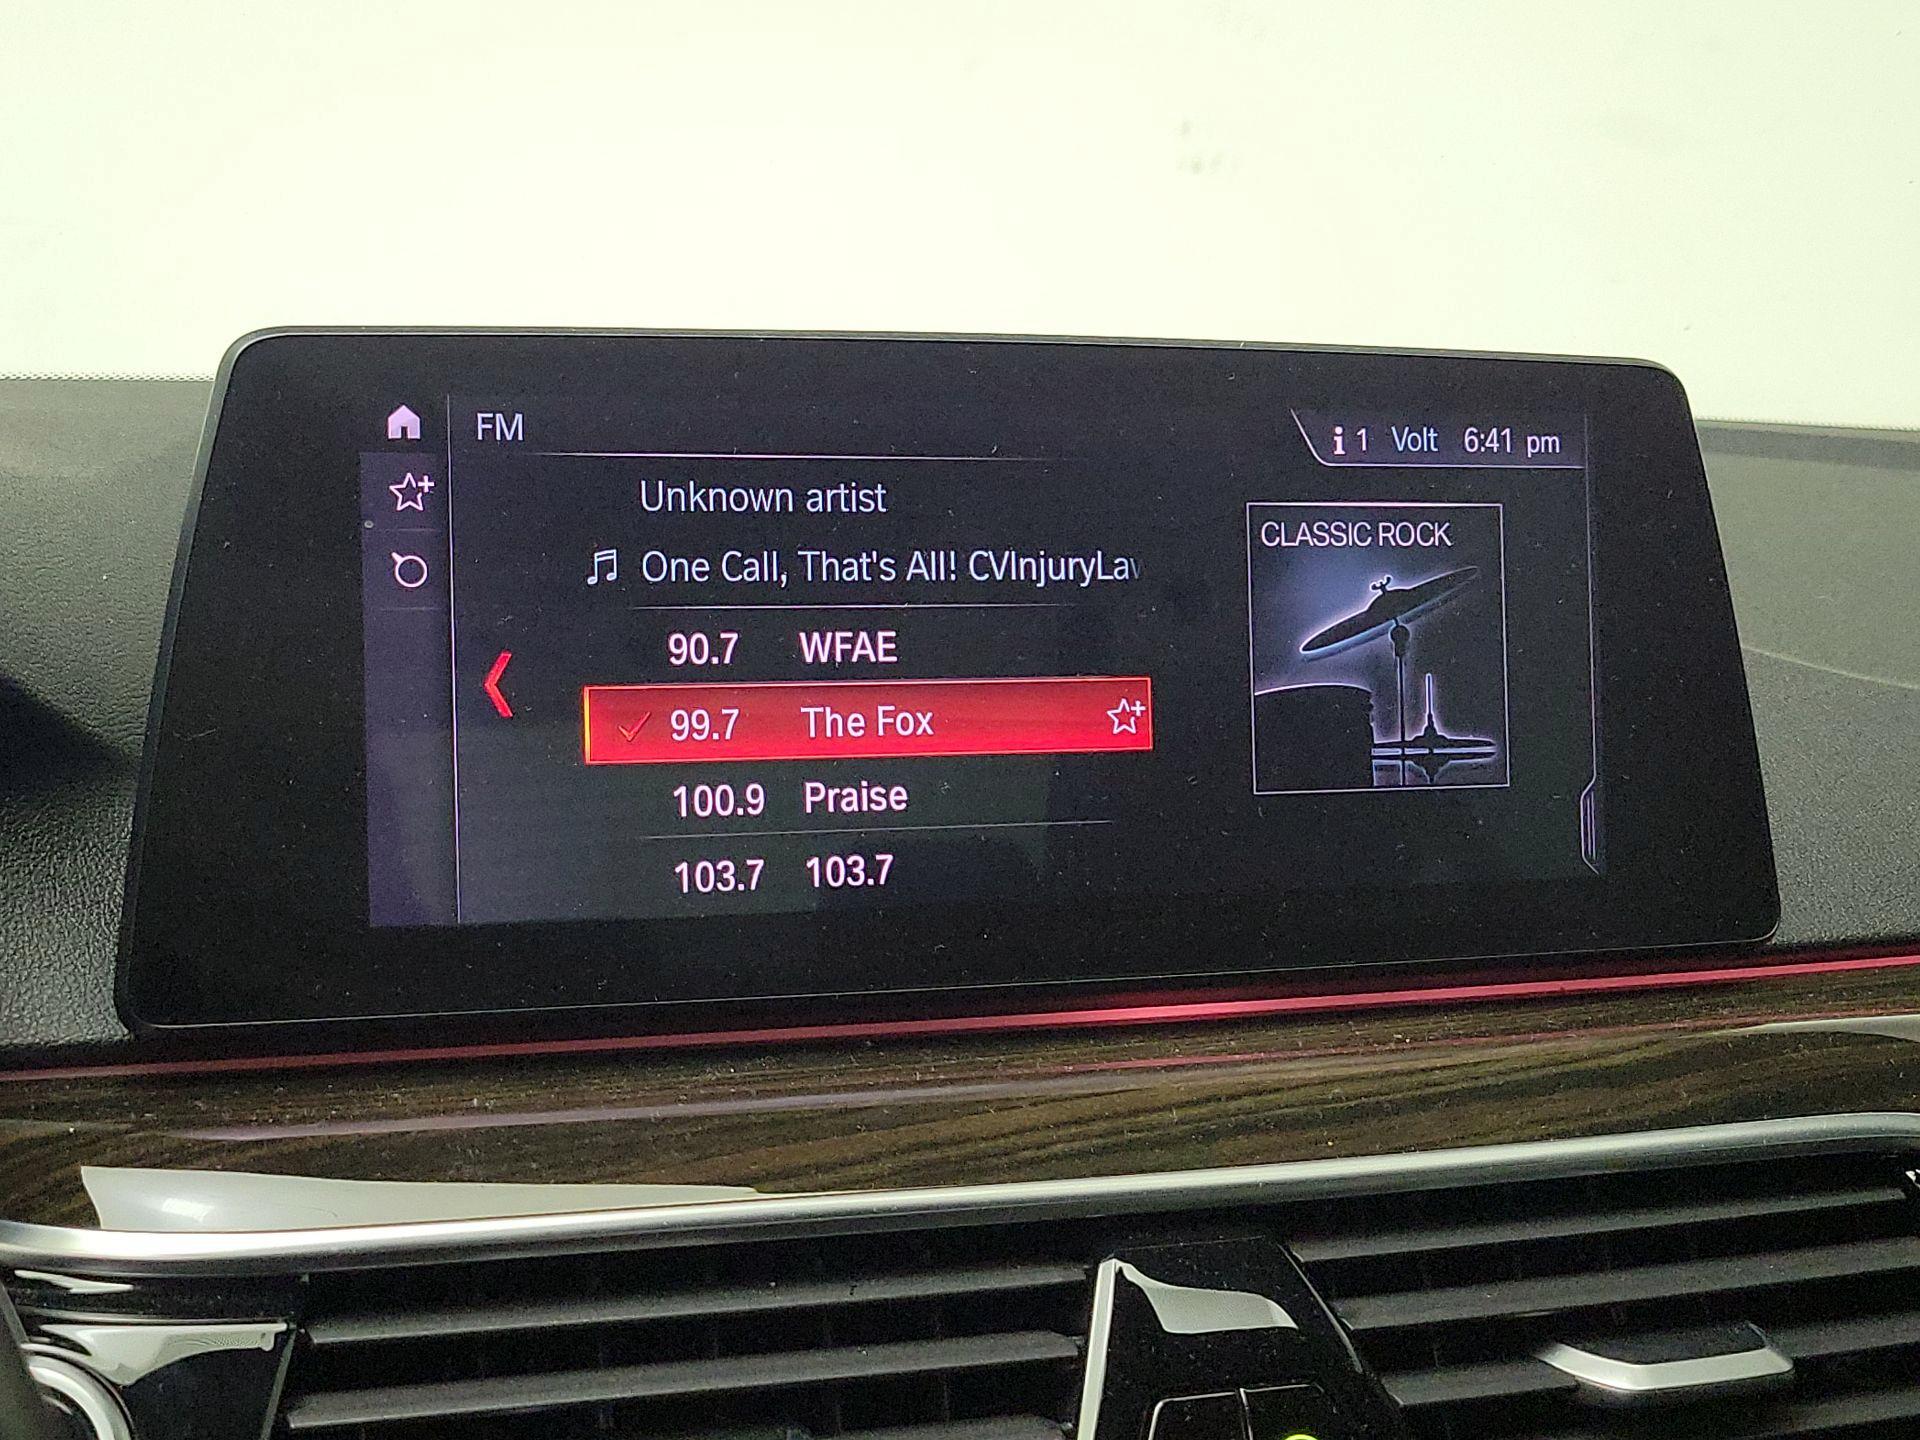 FM
1 Volt 6:41 pm
Unknown artist
One Call, That's All! CVInjuryLav
90.7 WFAE
99.7 The Fox
100.9 Praise
103.7 103.7
CLASSIC ROCK